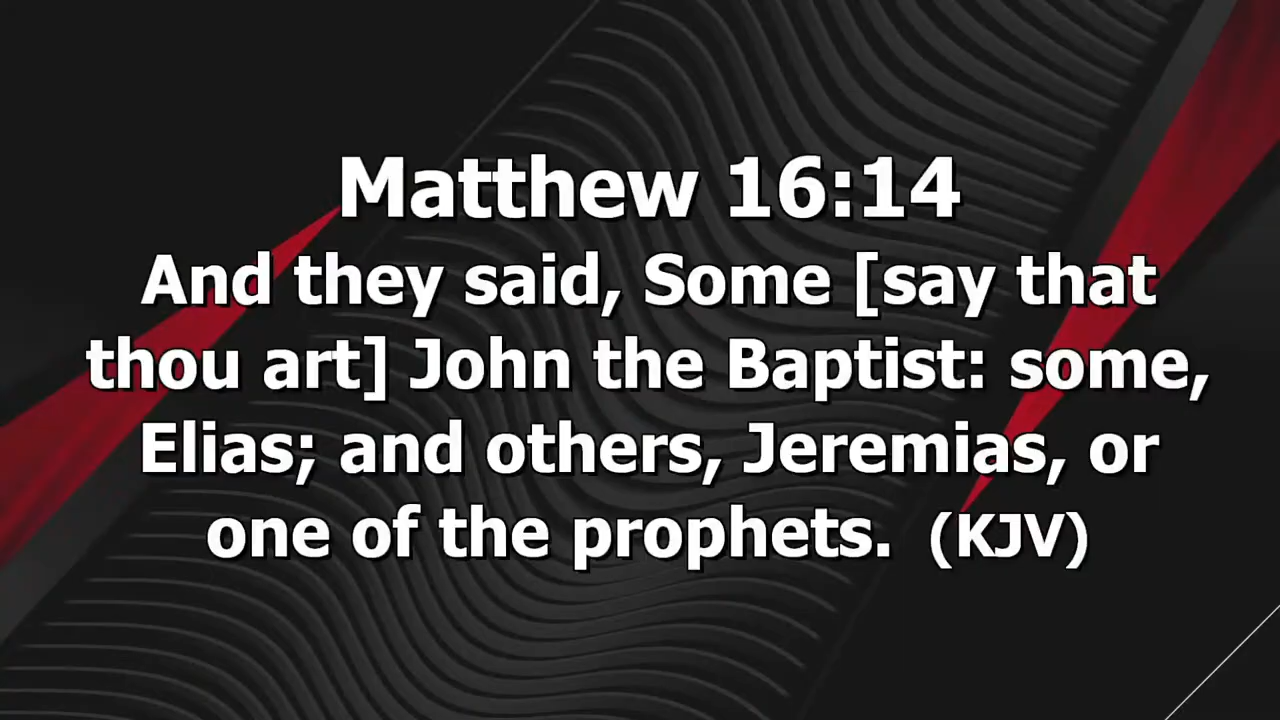 Matthew 16:14
And they said, Some [say that
thou art] John the Baptist: some,
Elias; and others, Jeremias, or
one of the prophets.  (KJV)